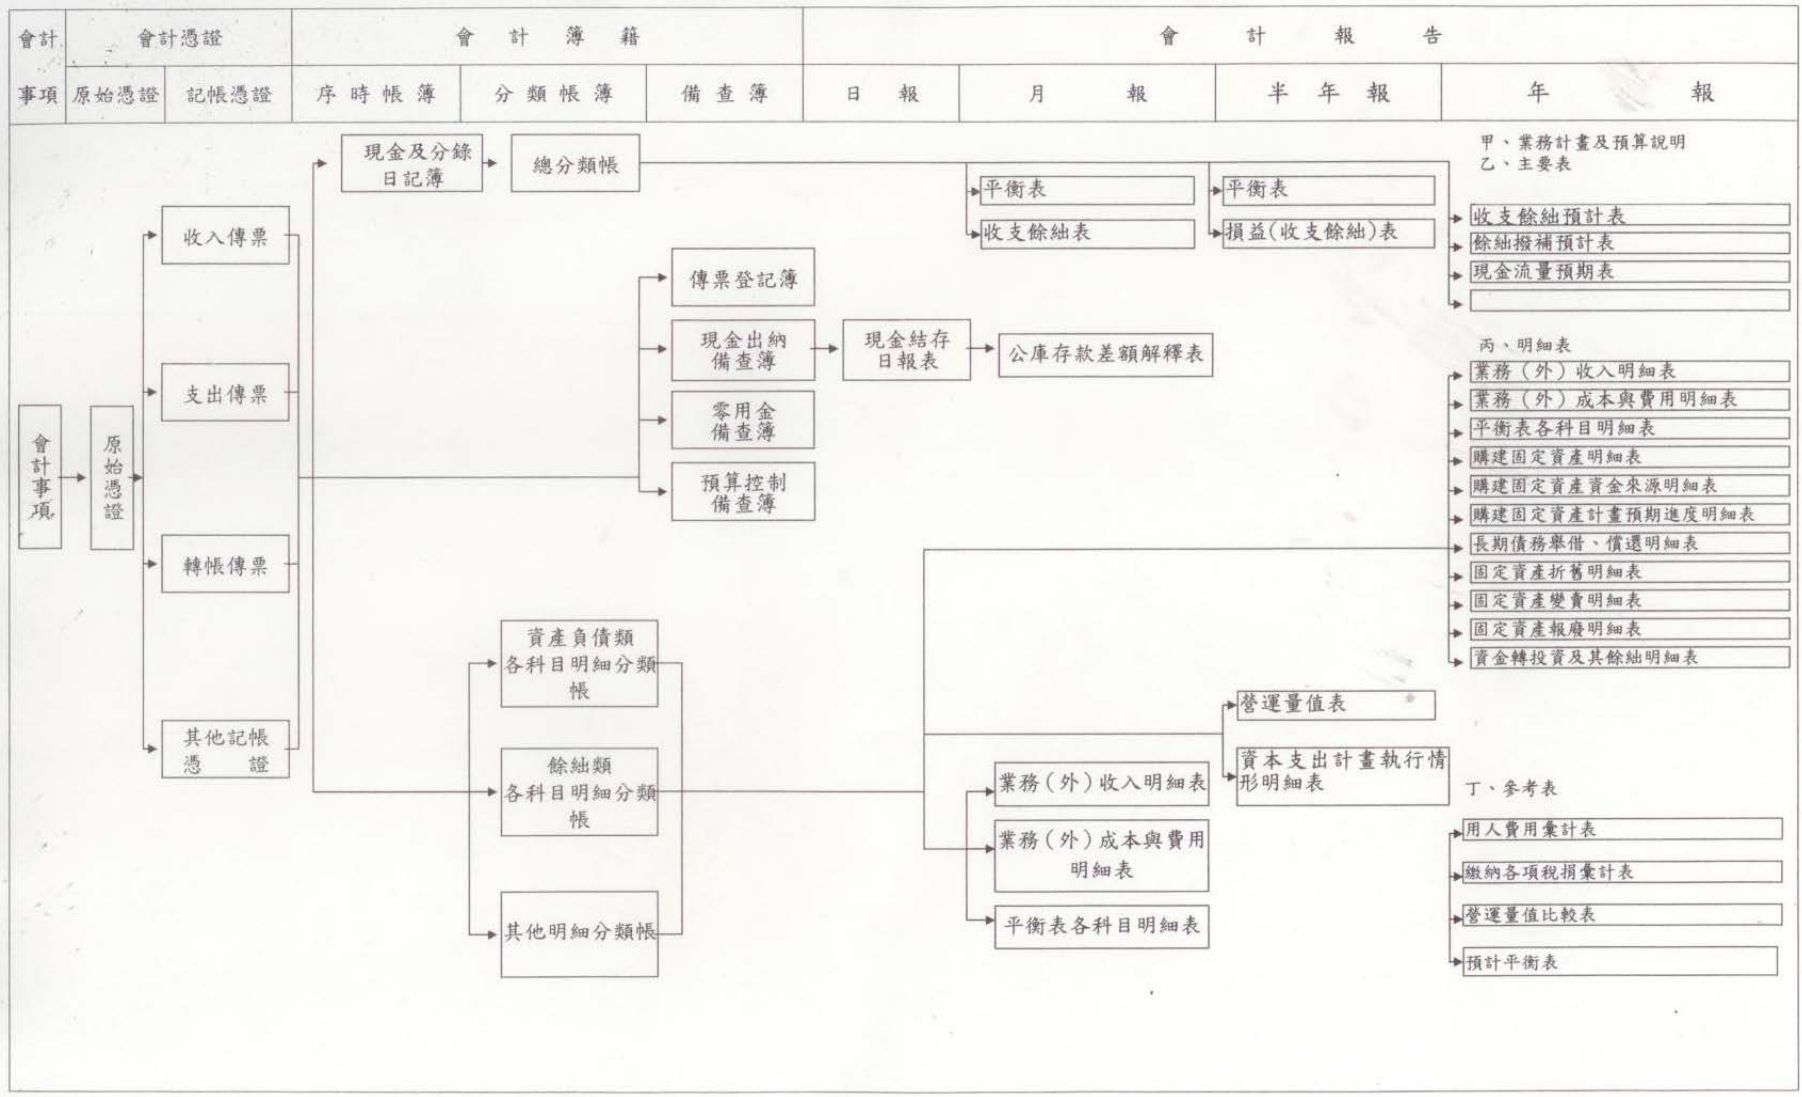 會計事項
會計憑證
會計簿籍
會計報告
原始憑證
記帳憑證
序時帳簿
分類帳簿
備查簿
日報
月報
半年報
年報
會計事項
原始憑證
收入傳票
支出傳票
轉帳傳票
其他記帳
憑證
現金及分錄
日記簿
總分類帳
傳票登記簿
現金出納
備查簿
零用金
備查簿
預算控制
備查簿
資產負債類
各科目明細分類
帳
餘絀類
各科目明細分類
帳
其他明細分類帳
現金結存
日報表
平衡表
收支餘絀表
公庫存款差額解釋表
業務(外)收入明細表
業務(外)成本與費用
明細表
平衡表各科目明細表
平衡表
損益(收支餘絀)表
營運量值表
資本支出計畫執行情
形明細表
甲、業務計畫及預算說明
乙、主要表
收支餘絀預計表
餘絀撥補預計表
現金流量預期表
丙、明細表
業務(外)收入明細表
業務(外)成本與費用明細表
平衡表各科目明細表
購建固定資產明細表
購建固定資產資金來源明細表
購建固定資產計畫預期進度明細表
長期債務舉借、償還明細表
固定資產折舊明細表
固定資產變賣明細表
固定資產報廢明細表
資金轉投資及其餘絀明細表
丁、參考表
用人費用彙計表
繳納各項稅捐彙計表
營運量值比較表
預計平衡表